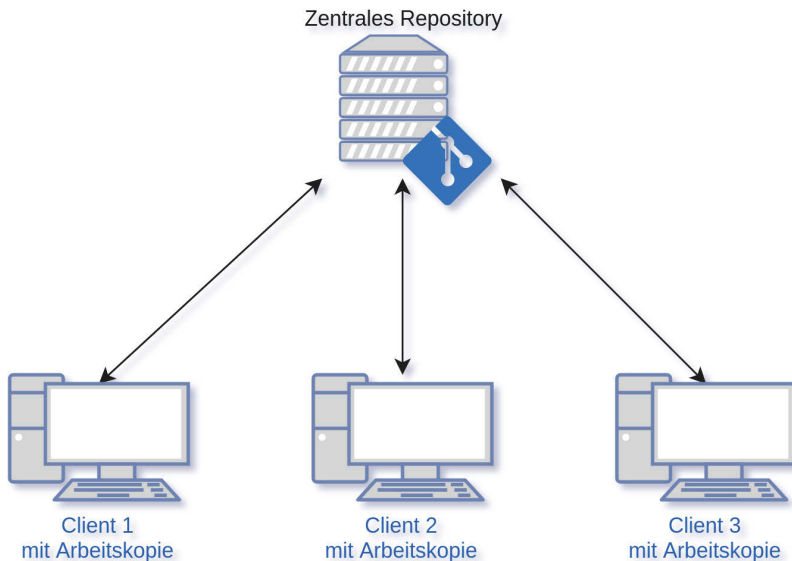 Zentrales Repository
Client 1
mit Arbeitskopie
Client 2
mit Arbeitskopie
Client 3
mit Arbeitskopie